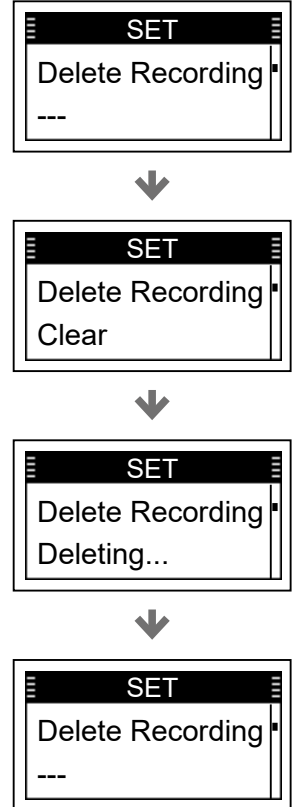 SET
Delete Recording
---
SET
Delete Recording
Clear
SET
Delete Recording
Deleting...
SET
Delete Recording
---